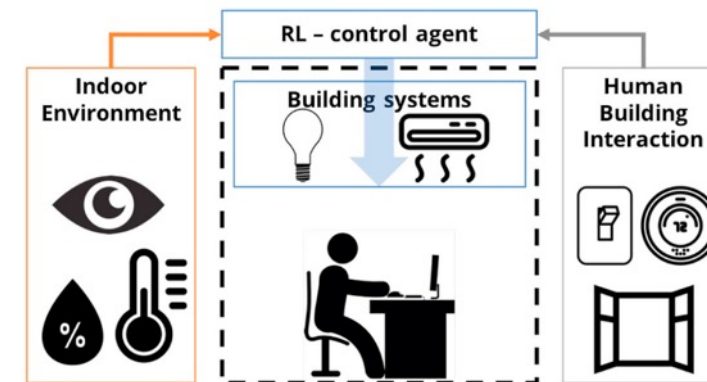 RL – control agent
Indoor
Environment
Building systems
Human
Building
Interaction
%
72